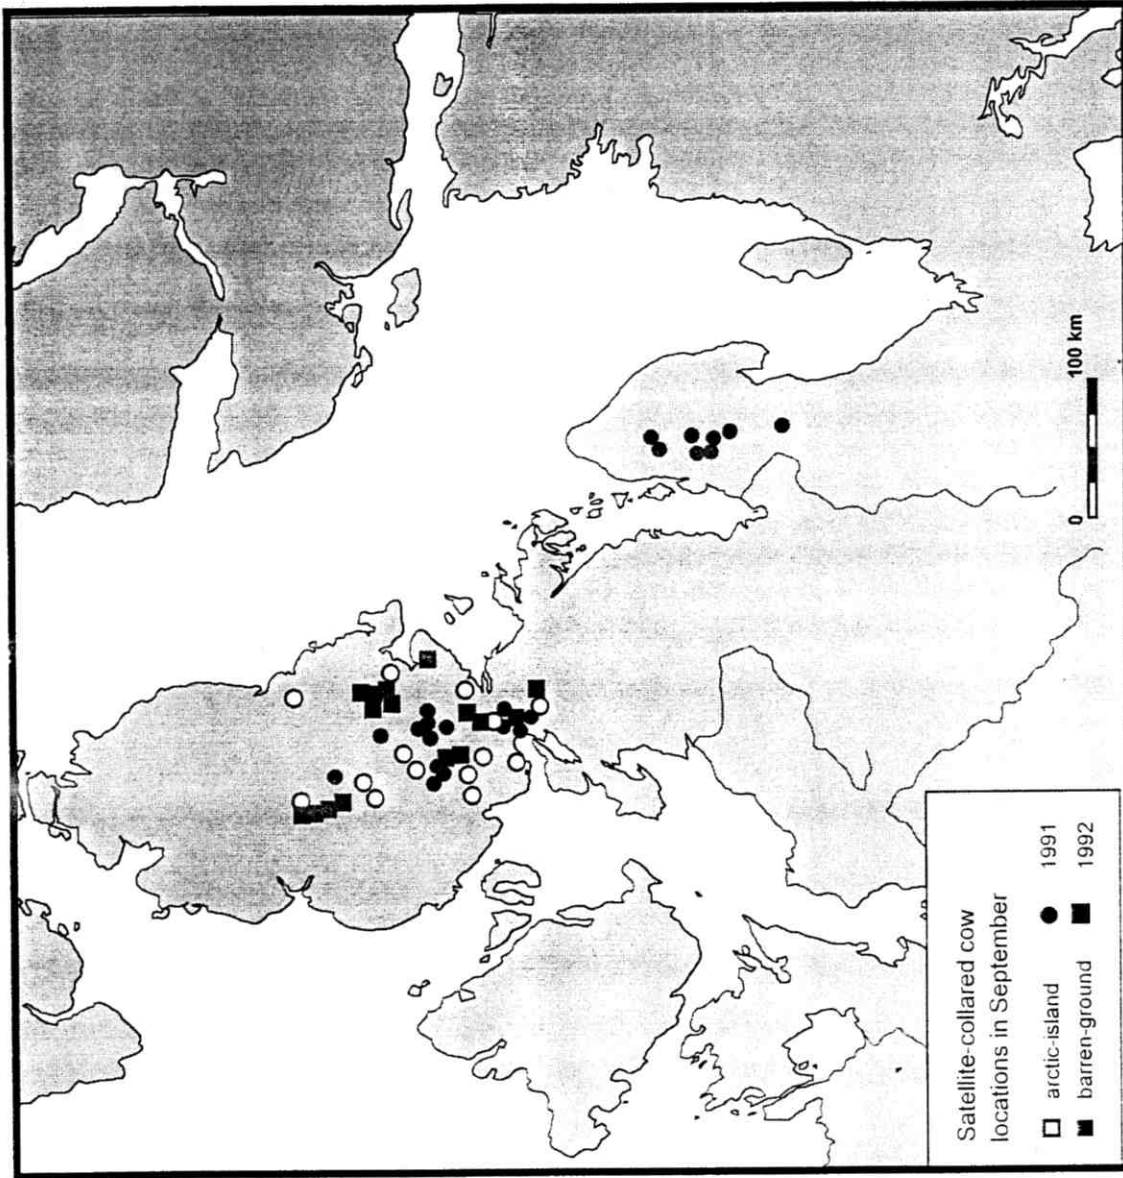 Satellite-collared cow
locations in September
arctic-island 1991
barren-ground 1992
0 100 km